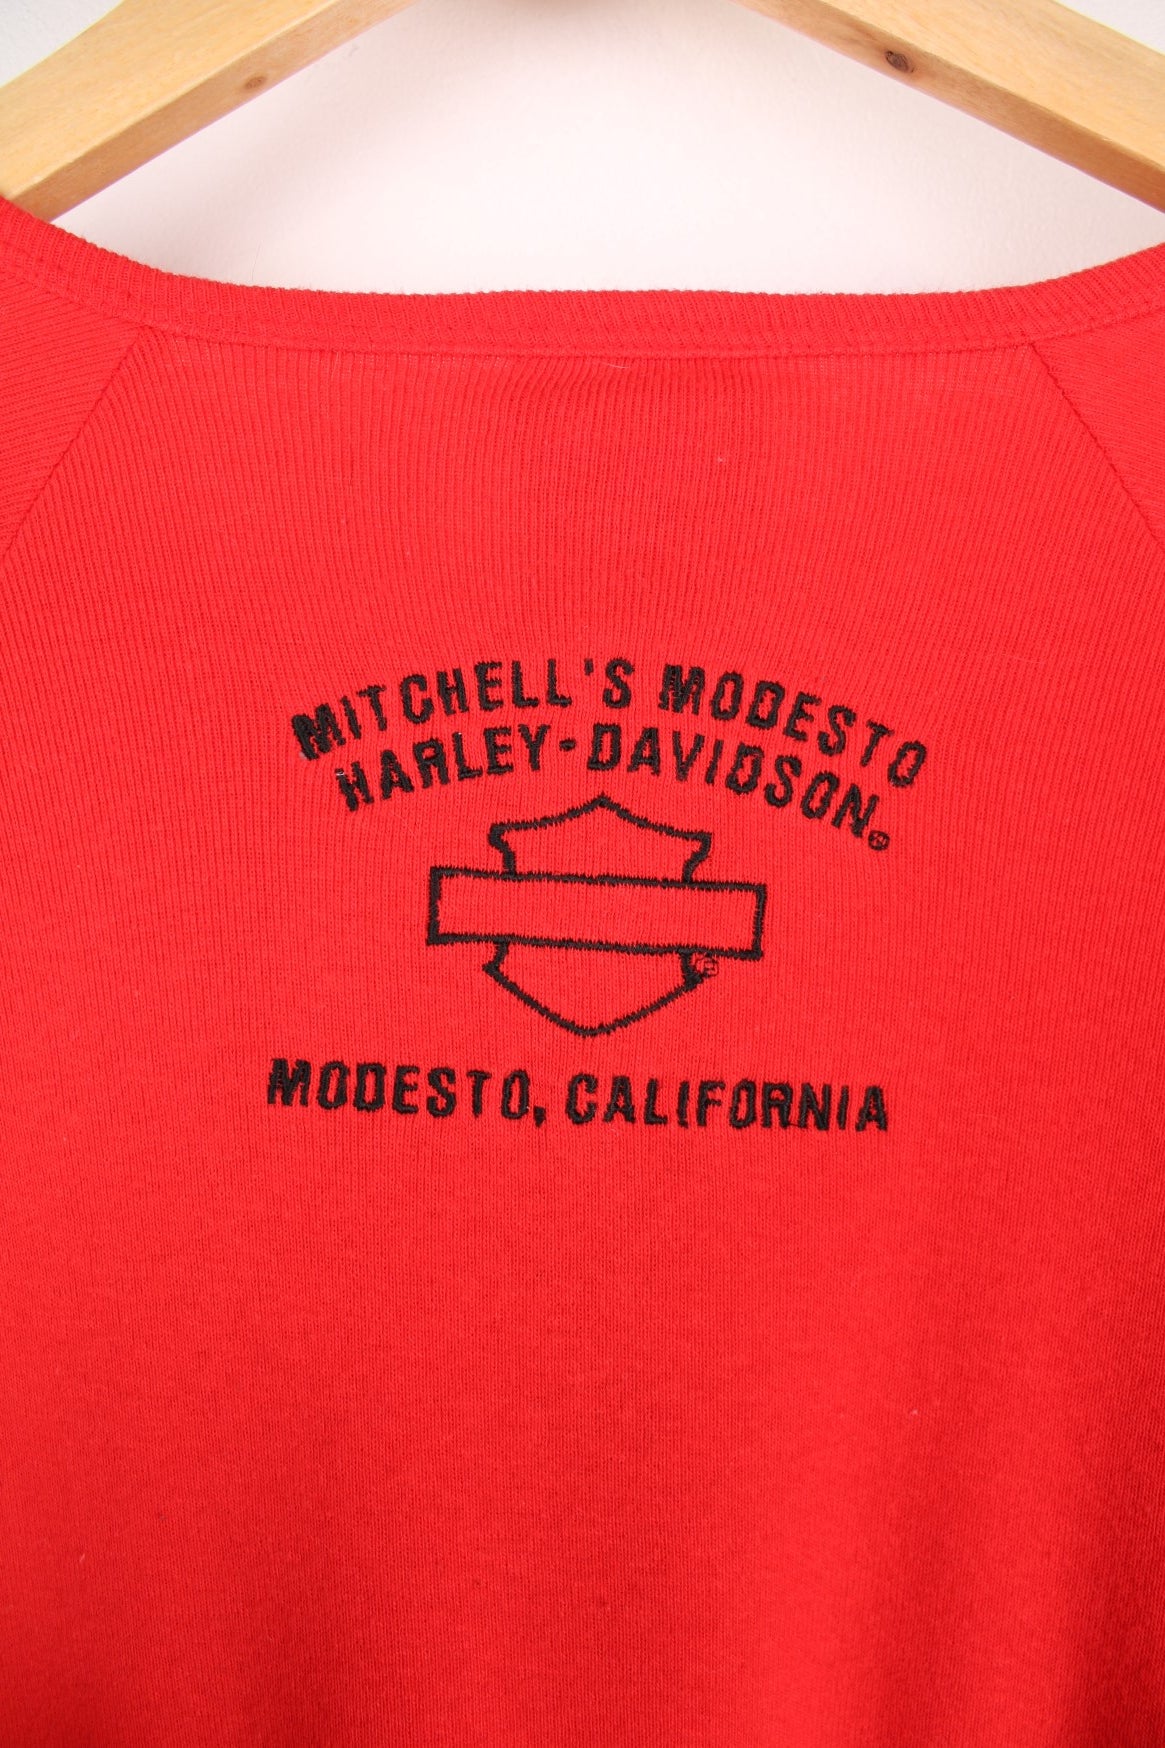 MITCHELL'S MODESTO
HARLEY-DAVIDSON®
MODESTO, CALIFORNIA